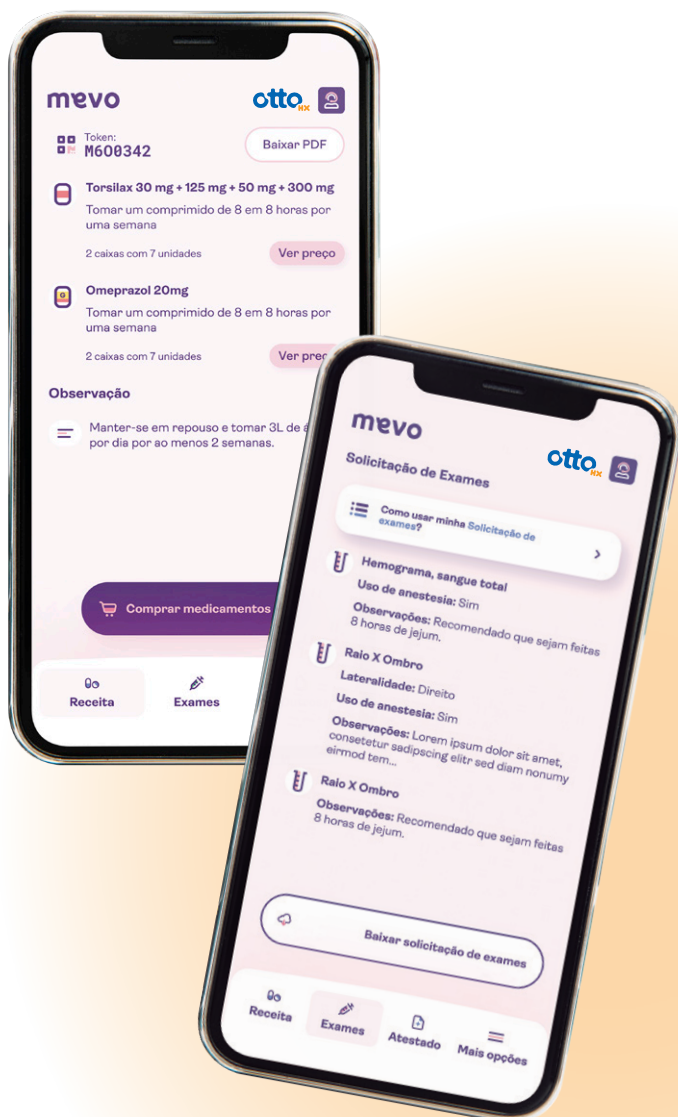 mevo
otto HX
Token:
M600342
Baixar PDF
Torsilax 30 mg + 125 mg + 50 mg + 300 mg
Tomar um comprimido de 8 em 8 horas por
uma semana
2 caixas com 7 unidades
Ver preço
Omeprazol 20mg
Tomar um comprimido de 8 em 8 horas por
uma semana
2 caixas com 7 unidades
Ver
Observação
Manter-se em repouso e tomar 3L de
por dia por ao menos 2 semanas.
Comprar medicamentos
Receita
Exames
mevo
otto HX
Solicitação de Exames
Como usar minha Solicitação de
exames?
Hemograma, sangue total
Uso de anestesia: Sim
Observações: Recomendado que sejam feitas
8 horas de jejum.
Raio X Ombro
Lateralidade: Direito
Uso de anestesia: Sim
Observações: Lorem ipsum dolor sit amet,
consetetur sadipscing elitr sed diam nonumy
eirmod tem...
Raio X Ombro
Observações: Recomendado que sejam feitas
8 horas de jejum.
Baixar solicitação de exames
Receita
Exames
Atestado
Mais opções